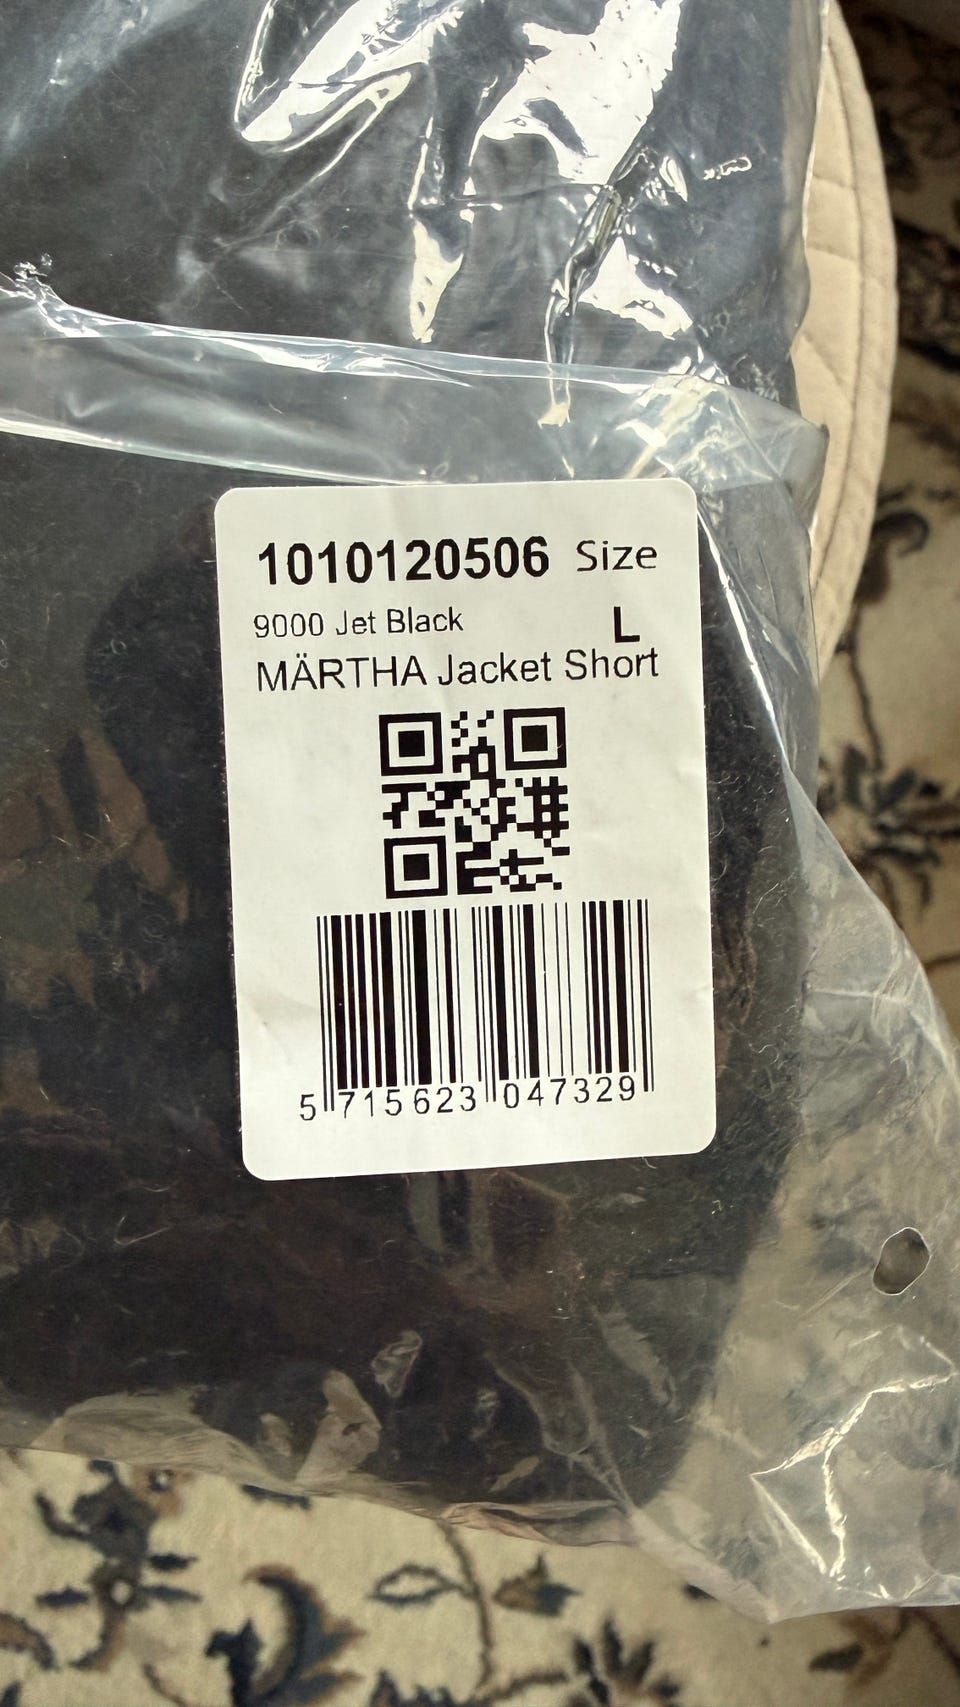 1010120506 Size
9000 Jet Black L
MÄRTHA Jacket Short
5 715623 047329